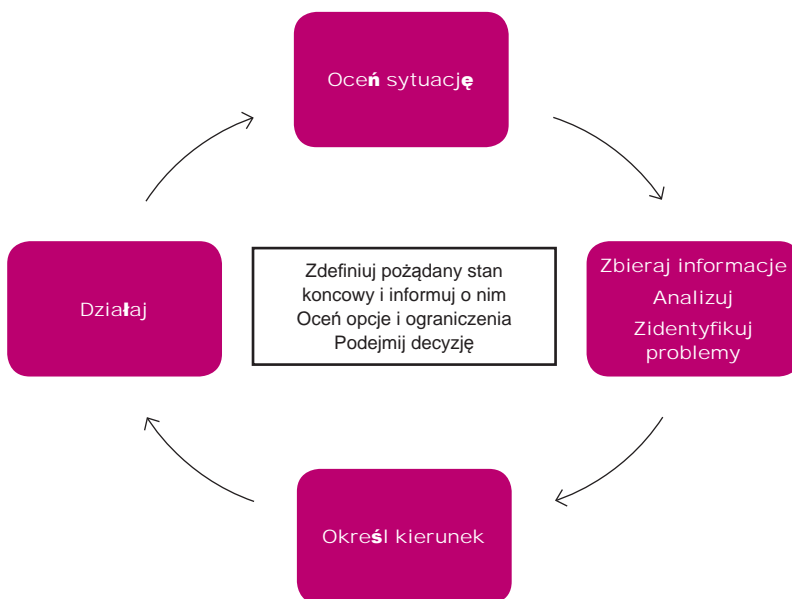 Oceń sytuację
Zbieraj informacje
Analizuj
Zidentyfikuj
problemy
Działaj
Zdefiniuj pożądany stan
koncowy i informuj o nim
Oceń opcje i ograniczenia
Podejmij decyzję
Określ kierunek